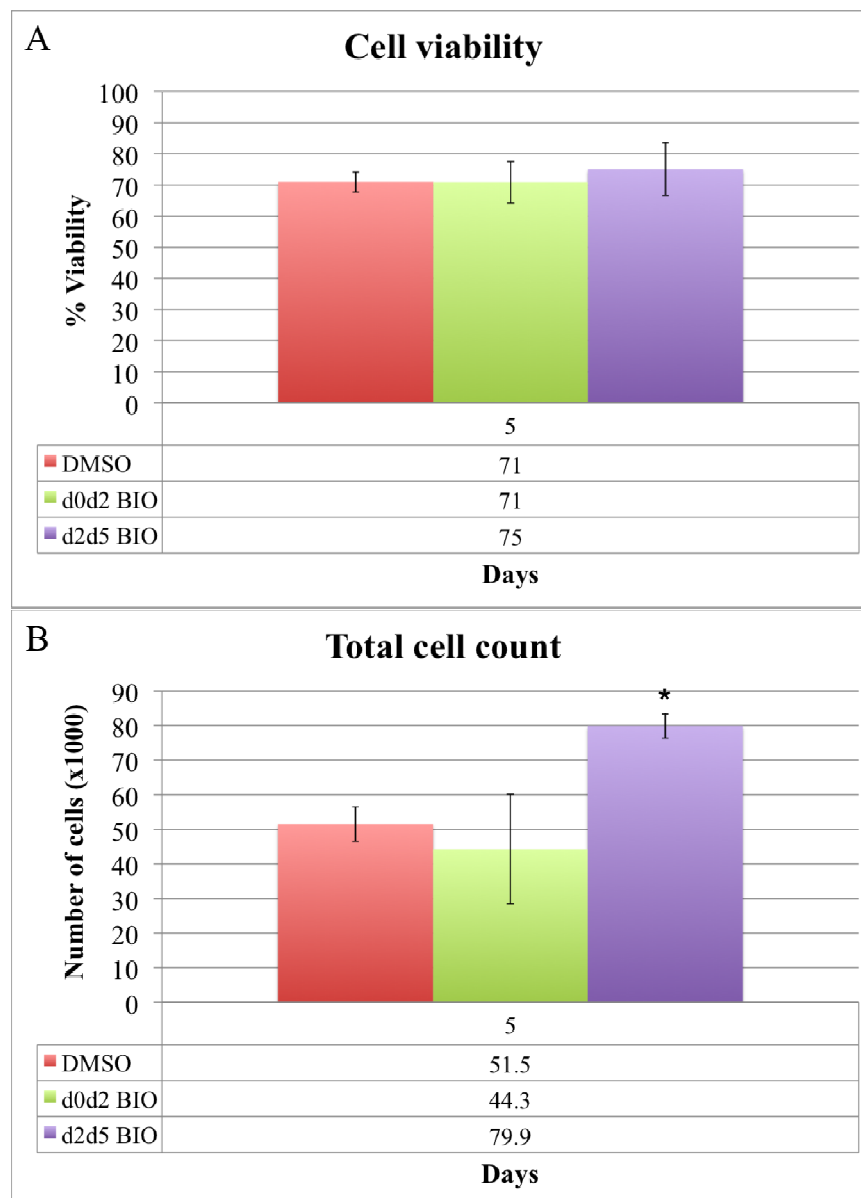 A
Cell viability
% Viability
100
90
80
70
60
50
40
30
20
10
0
5
DMSO 71
d0d2 BIO 71
d2d5 BIO 75
Days
B
Total cell count
Number of cells (x1000)
90
80
70
60
50
40
30
20
10
0
*
5
DMSO 51.5
d0d2 BIO 44.3
d2d5 BIO 79.9
Days